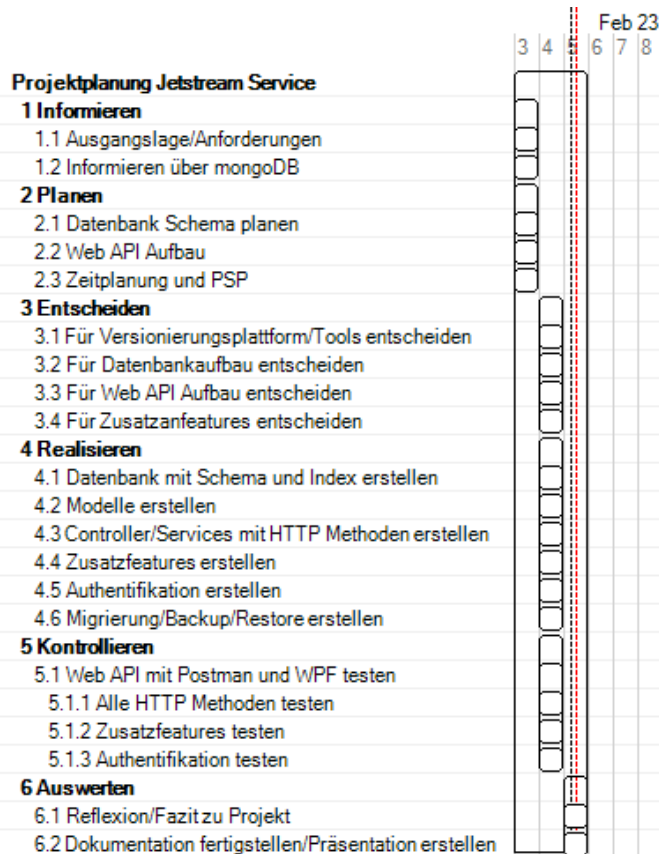 Feb 23
3 4 5 6 7 8
Projektplanung Jetstream Service
1 Informieren
1.1 Ausgangslage/Anforderungen
1.2 Informieren über mongoDB
2 Planen
2.1 Datenbank Schema planen
2.2 Web API Aufbau
2.3 Zeitplanung und PSP
3 Entscheiden
3.1 Für Versionierungsplattform/Tools entscheiden
3.2 Für Datenbankaufbau entscheiden
3.3 Für Web API Aufbau entscheiden
3.4 Für Zusatzanfeatures entscheiden
4 Realisieren
4.1 Datenbank mit Schema und Index erstellen
4.2 Modelle erstellen
4.3 Controller/Services mit HTTP Methoden erstellen
4.4 Zusatzfeatures erstellen
4.5 Authentifikation erstellen
4.6 Migrierung/Backup/Restore erstellen
5 Kontrollieren
5.1 Web API mit Postman und WPF testen
5.1.1 Alle HTTP Methoden testen
5.1.2 Zusatzfeatures testen
5.1.3 Authentifikation testen
6 Auswerten
6.1 Reflexion/Fazit zu Projekt
6.2 Dokumentation fertigstellen/Präsentation erstellen